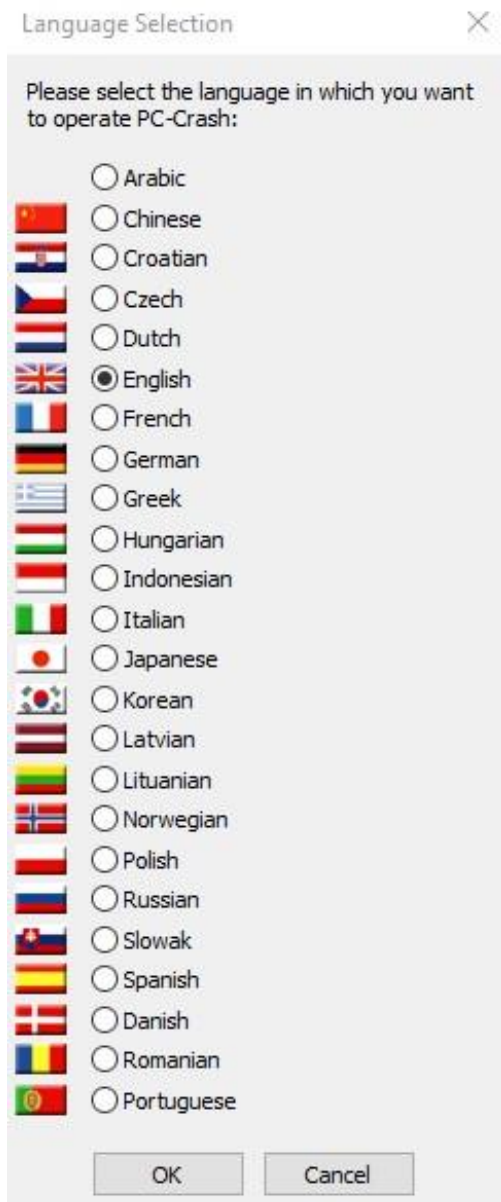 Language Selection
Please select the language in which you want
to operate PC-Crash:
Arabic
Chinese
Croatian
Czech
Dutch
English
French
German
Greek
Hungarian
Indonesian
Italian
Japanese
Korean
Latvian
Lituanian
Norwegian
Polish
Russian
Slowak
Spanish
Danish
Romanian
Portuguese
OK Cancel